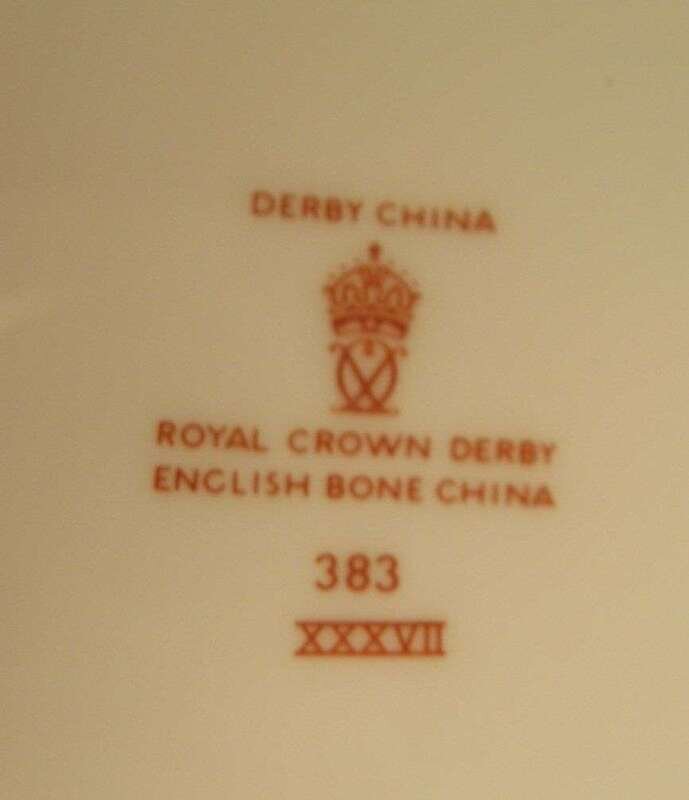 DERBY CHINA
ROYAL CROWN DERBY
ENGLISH BONE CHINA
383
XXXVII